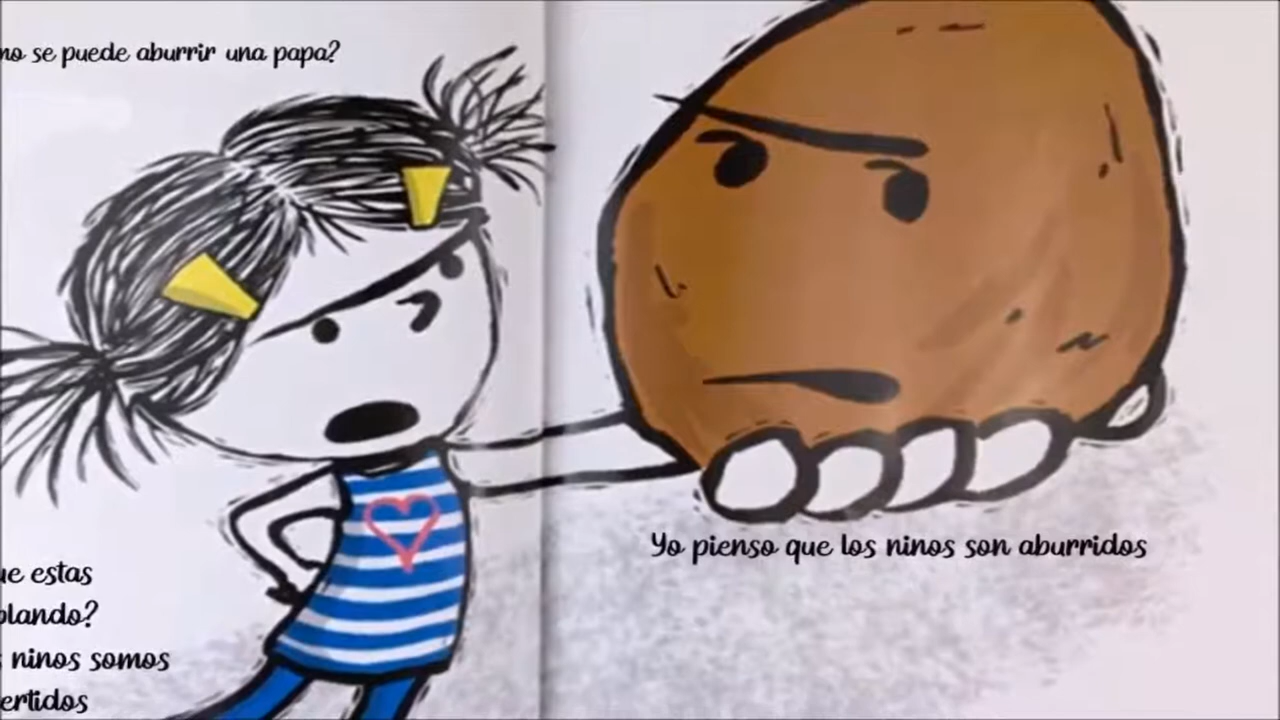 se puede aburrir una papa?
estas
ninos somos
Yo pienso que los ninos son aburridos